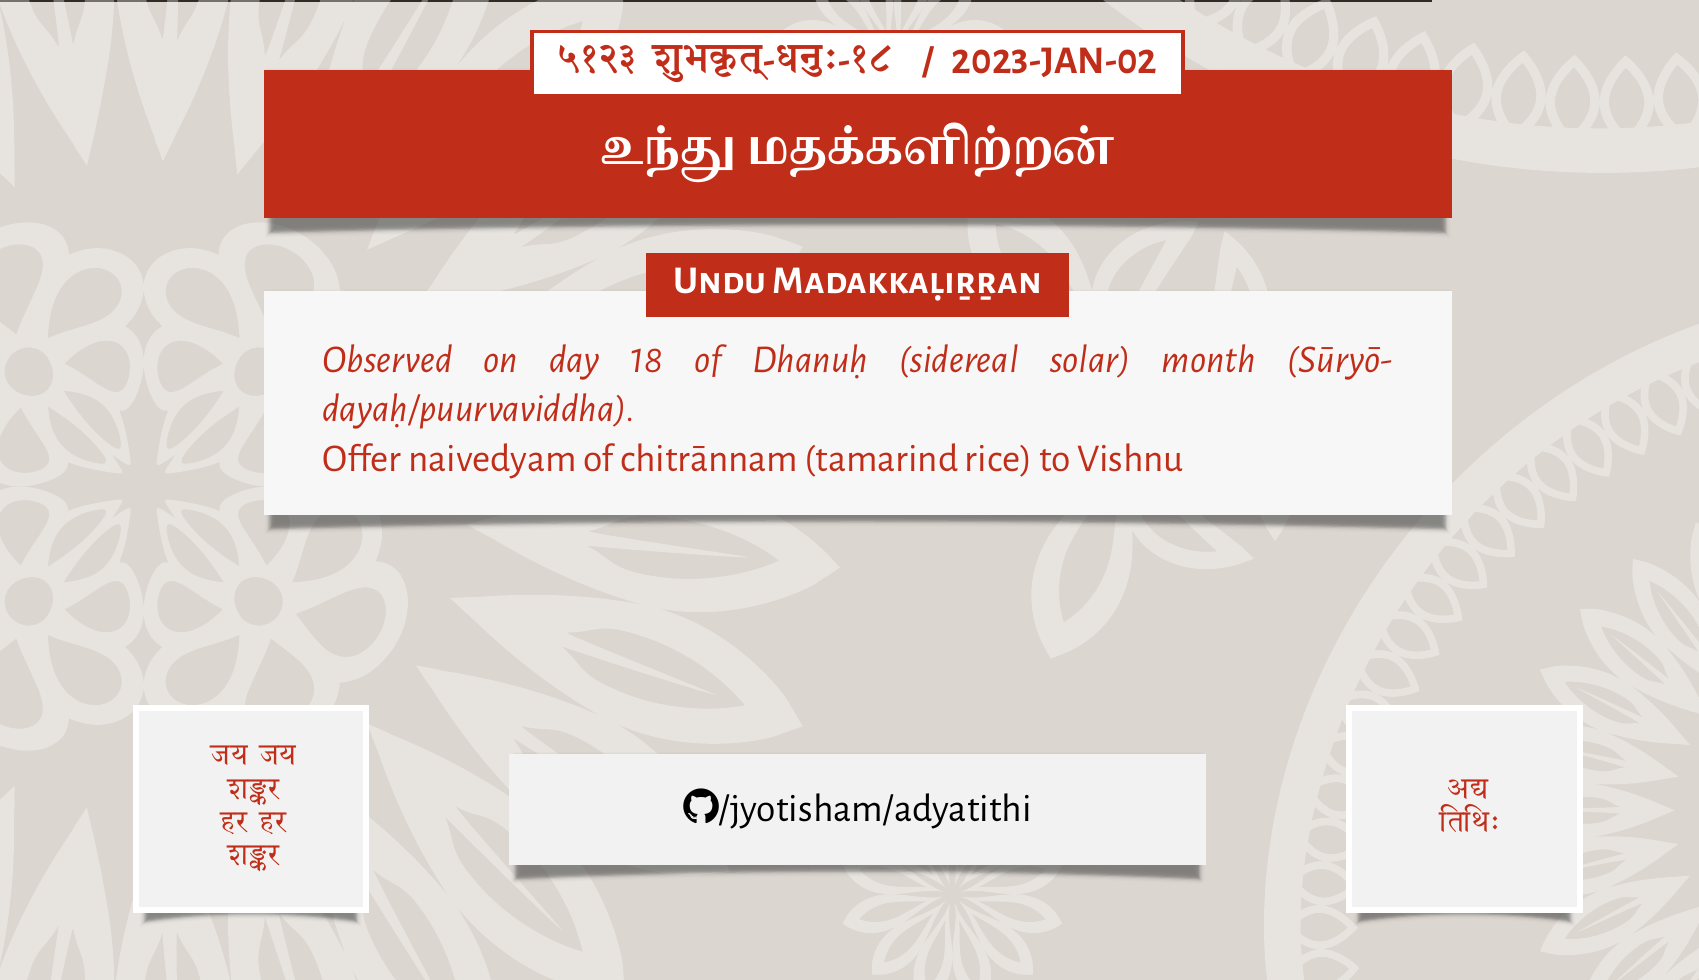 ५१२३ शुभकृत्-धनुः-१८ / 2023-JAN-02
உந்து மதக்களிற்றன்
UNDU MADAKKAḶIṞṞAN
Observed on day 18 of Dhanuḥ (sidereal solar) month (Sūryō-
dayaḥ/puurvaviddha).
Offer naivedyam of chitrānnam (tamarind rice) to Vishnu
जय जय
शङ्कर
हर हर
शङ्कर
/jyotisham/adyatithi
अद्य
तिथिः